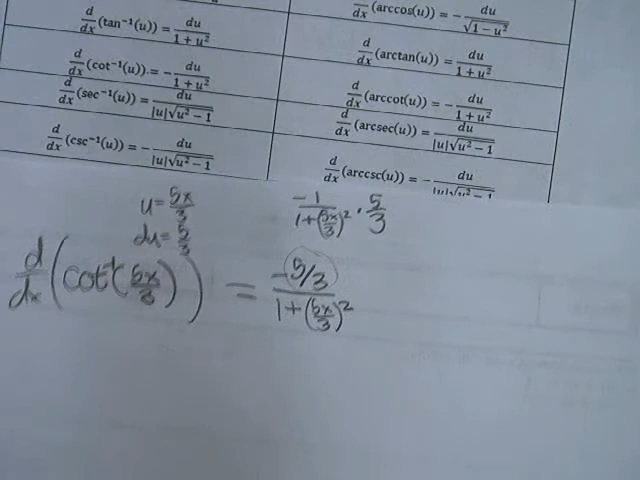 d/dx (arccos(u)) = − du/√(1 − u²)
d/dx (tan⁻¹(u)) = du/(1 + u²)
d/dx (arctan(u)) = du/(1 + u²)
d/dx (cot⁻¹(u)). = − du/(1 + u²)
d/dx (arccot(u)) = − du/(1 + u²)
d/dx (sec⁻¹(u)) = du/(|u|√(u² − 1))
d/dx (arcsec(u)) = du/(|u|√(u² − 1))
d/dx (csc⁻¹(u)) = − du/(|u|√(u² − 1))
d/dx (arccsc(u)) = − du/(|u|√(u² − 1))
u = 5x/3
-1/(1+(5x/3)²) · 5/3
du = 5/3
d/dx (cot⁻¹(5x/3)) = (-5/3)/(1+(5x/3)²)